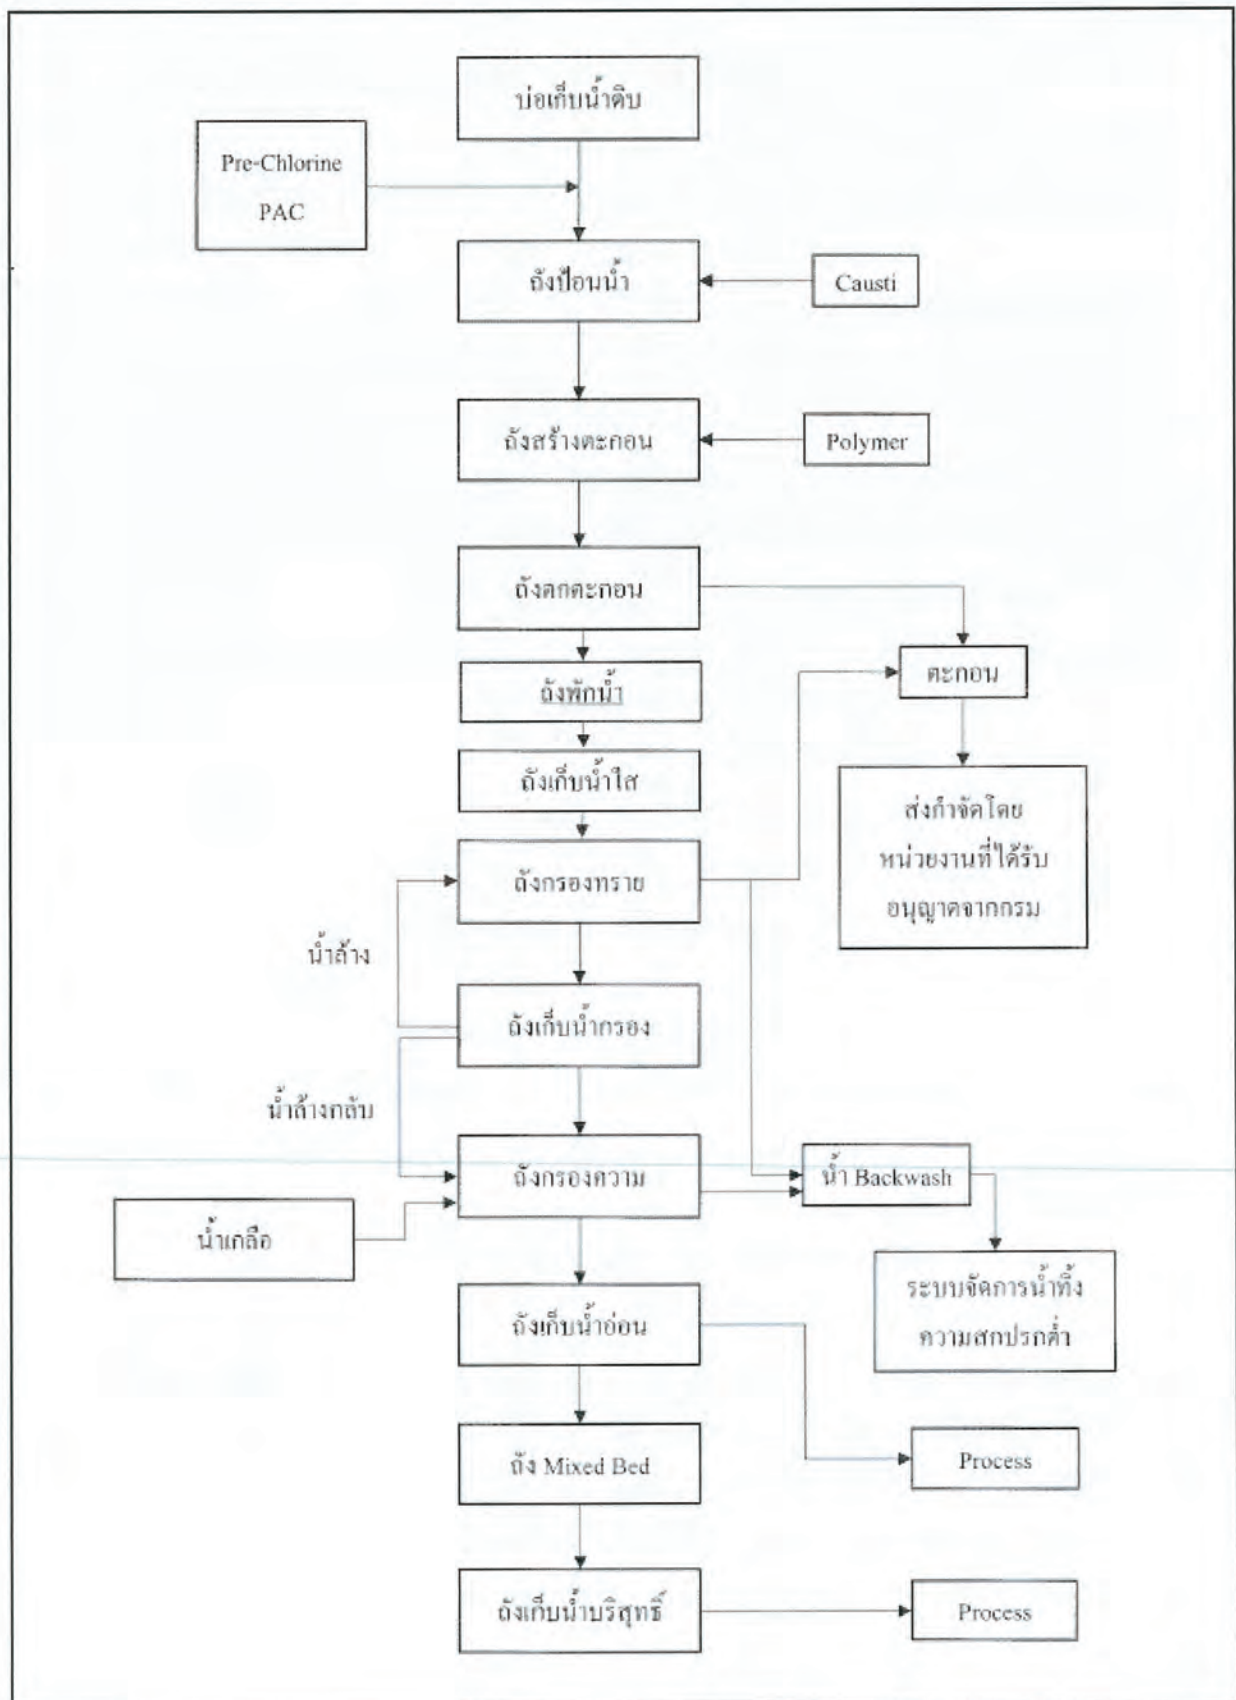 บ่อเก็บน้ำดิบ
Pre-Chlorine
PAC
ถังป้อนน้ำ
Causti
ถังสร้างตะกอน
Polymer
ถังตกตะกอน
ถังพักน้ำ
ตะกอน
ถังเก็บน้ำใส
ส่งกำจัดโดย
หน่วยงานที่ได้รับ
อนุญาตจากกรม
ถังกรองทราย
น้ำล้าง
ถังเก็บน้ำกรอง
น้ำล้างกลับ
ถังกรองความ
น้ำ Backwash
น้ำเกลือ
ระบบจัดการน้ำทิ้ง
ความสกปรกต่ำ
ถังเก็บน้ำอ่อน
ถัง Mixed Bed
Process
ถังเก็บน้ำบริสุทธิ์
Process